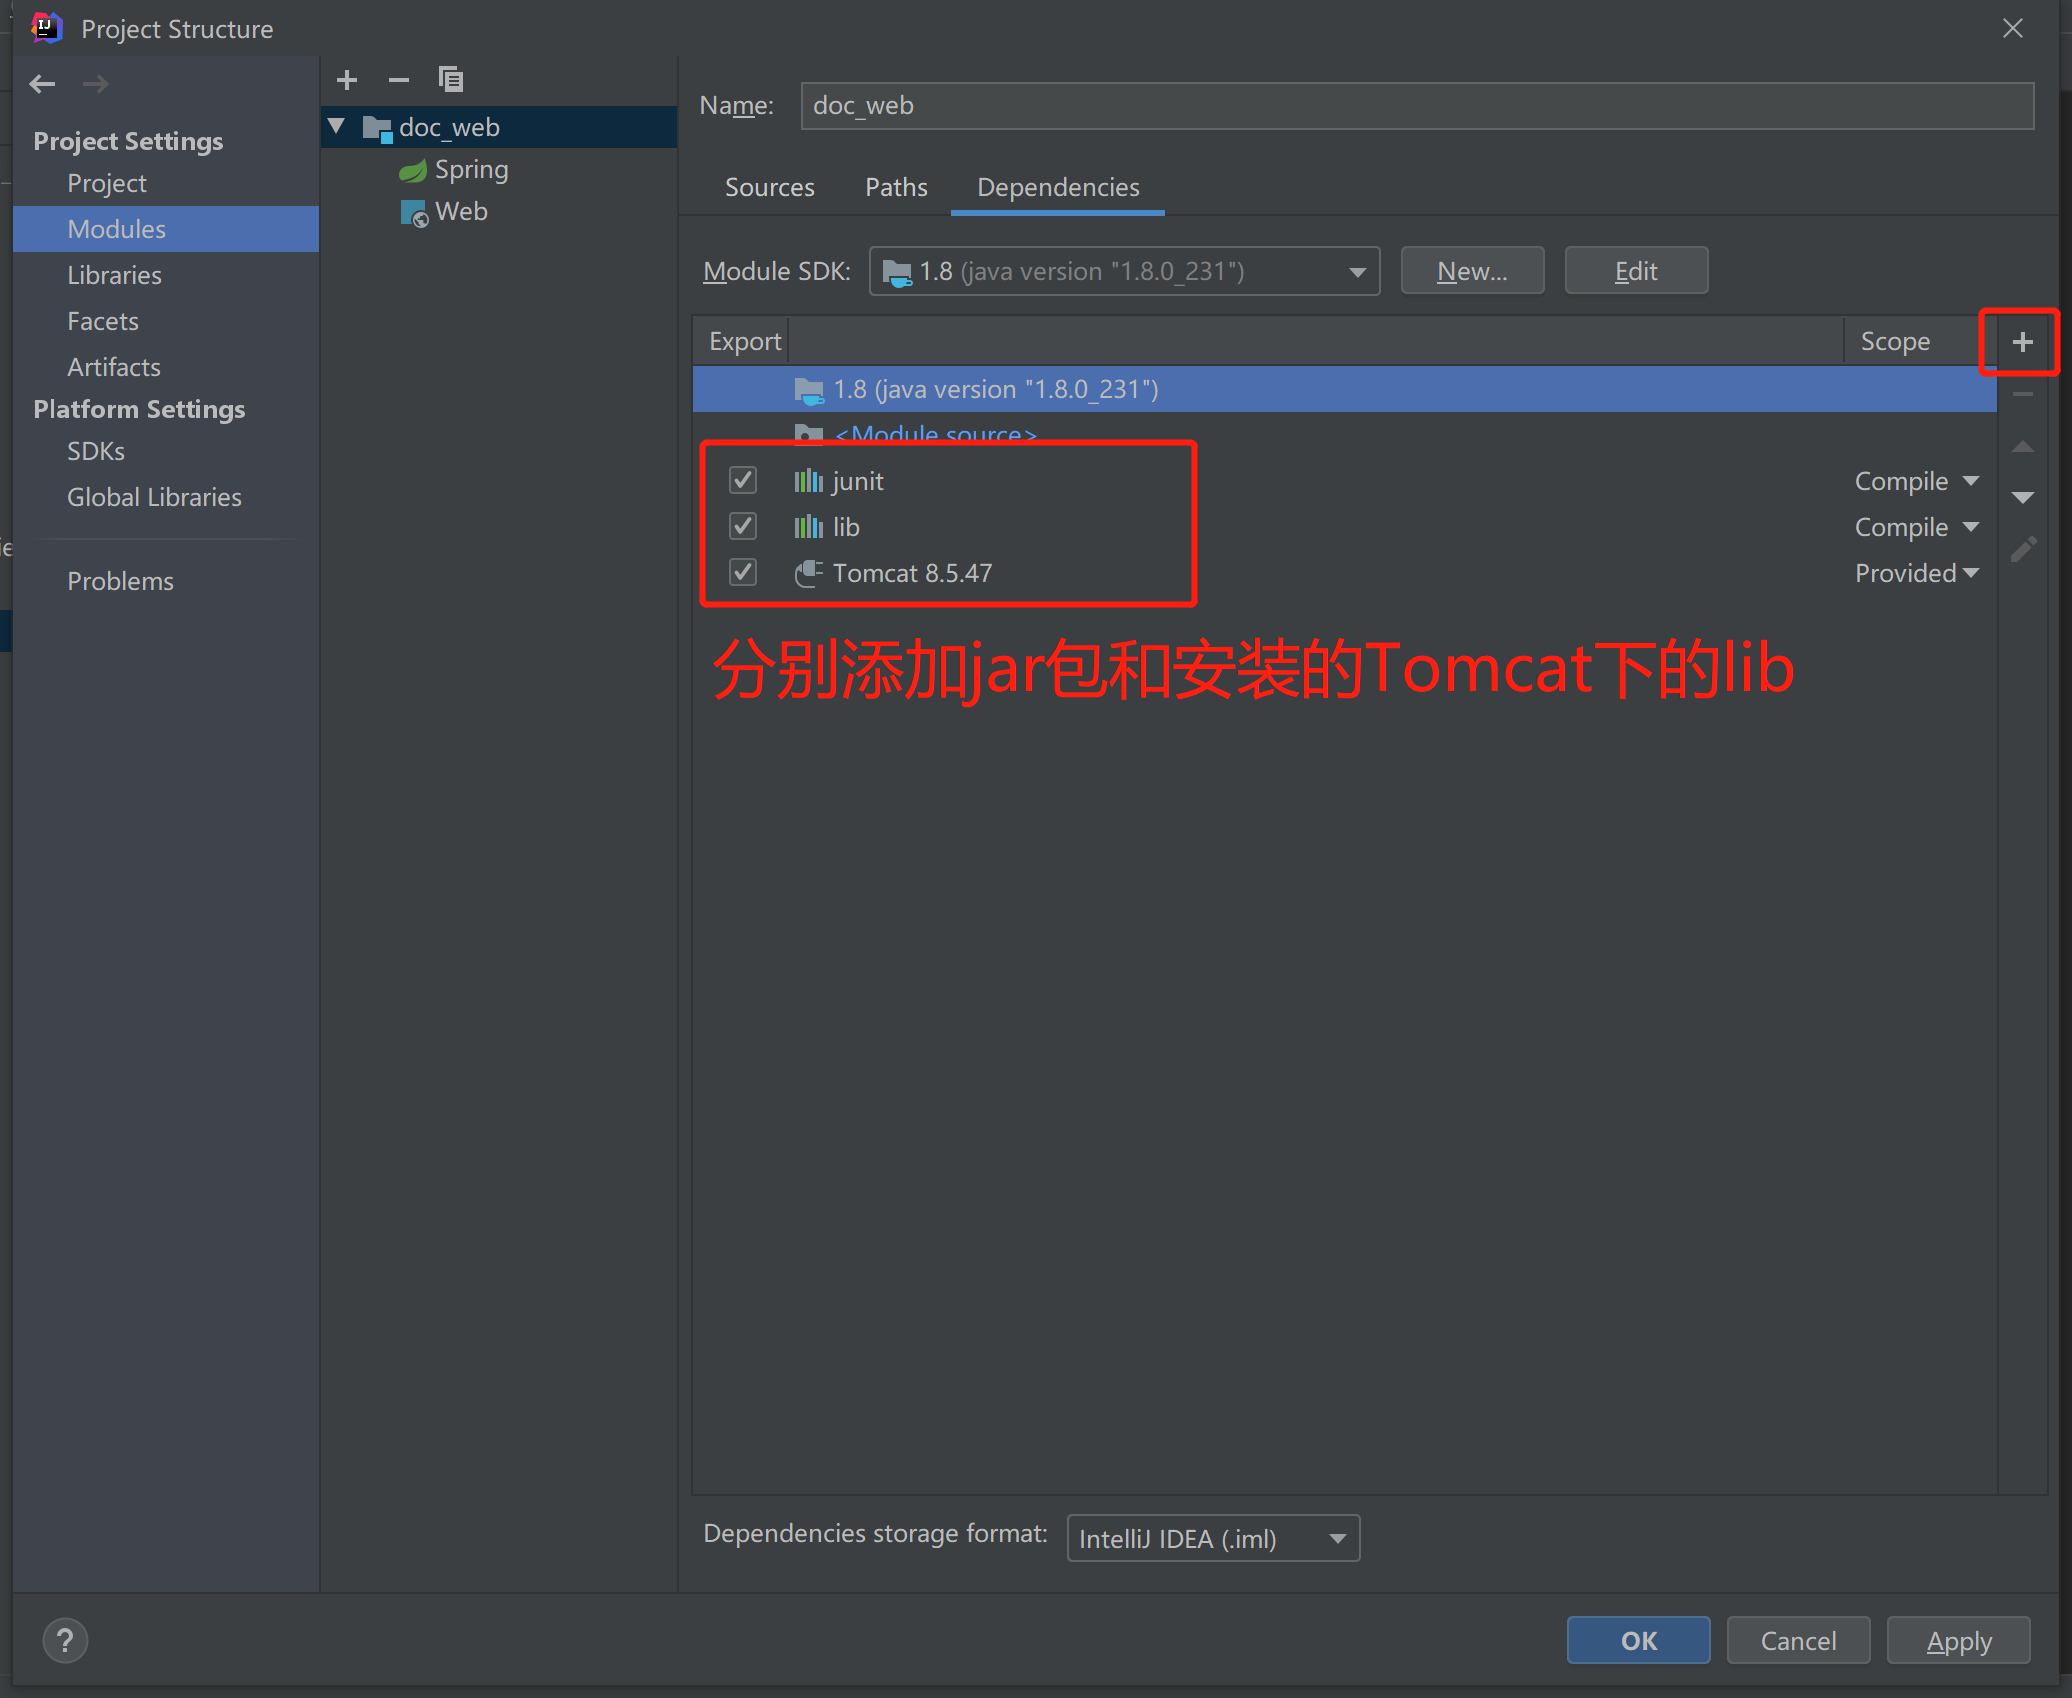 Project Structure
Project Settings
Project
Modules
Libraries
Facets
Artifacts
Platform Settings
SDKs
Global Libraries
Problems
doc_web
Spring
Web
Name: doc_web
Sources Paths Dependencies
Module SDK: 1.8 (java version "1.8.0_231") New... Edit
Export Scope
1.8 (java version "1.8.0_231")
<Module source>
junit Compile
lib Compile
Tomcat 8.5.47 Provided
分别添加jar包和安装的Tomcat下的lib
Dependencies storage format: IntelliJ IDEA (.iml)
? OK Cancel Apply